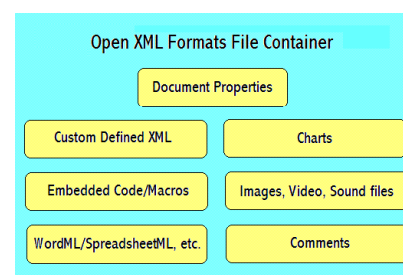 Open XML Formats File Container
Document Properties
Custom Defined XML
Charts
Embedded Code/Macros
Images, Video, Sound files
WordML/SpreadsheetML, etc.
Comments